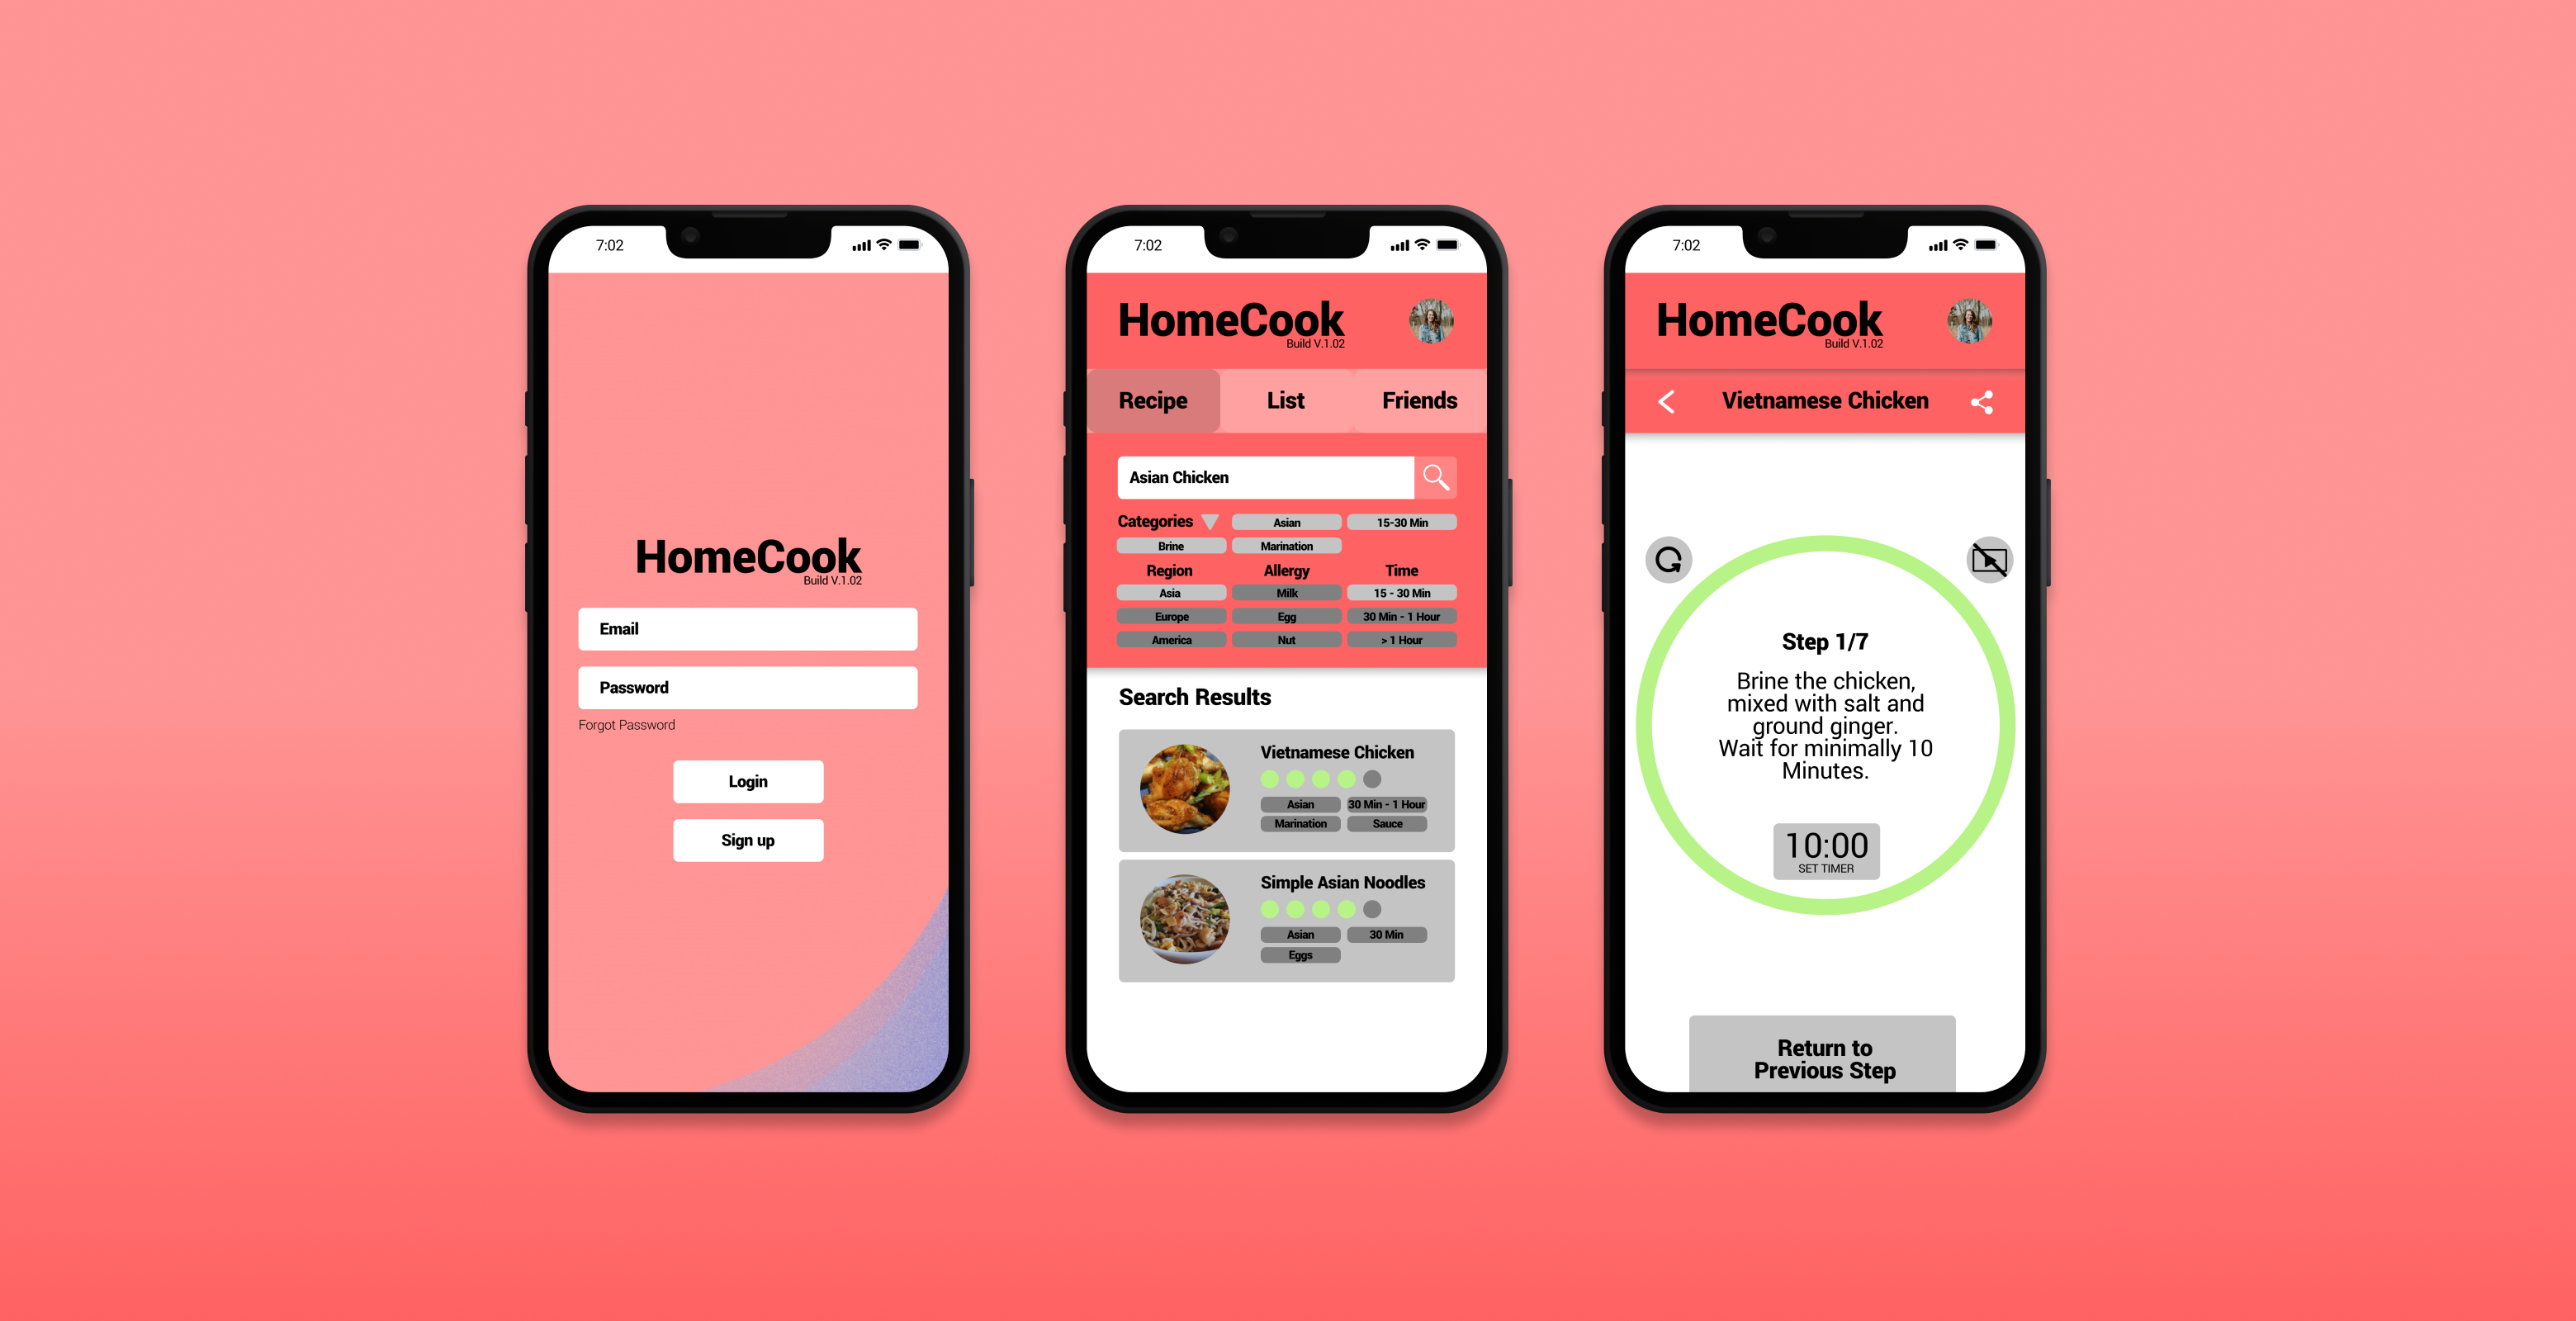 7:02
HomeCook
Build V.1.02
Email
Password
Forgot Password
Login
Sign up
7:02
HomeCook
Build V.1.02
Recipe List Friends
Asian Chicken
Categories Asian 15-30 Min
Brine Marination
Region Allergy Time
Asia Milk 15 - 30 Min
Europe Egg 30 Min - 1 Hour
America Nut > 1 Hour
Search Results
Vietnamese Chicken
Asian 30 Min - 1 Hour
Marination Sauce
Simple Asian Noodles
Asian 30 Min
Eggs
7:02
HomeCook
Build V.1.02
Vietnamese Chicken
Step 1/7
Brine the chicken,
mixed with salt and
ground ginger.
Wait for minimally 10
Minutes.
10:00
SET TIMER
Return to
Previous Step